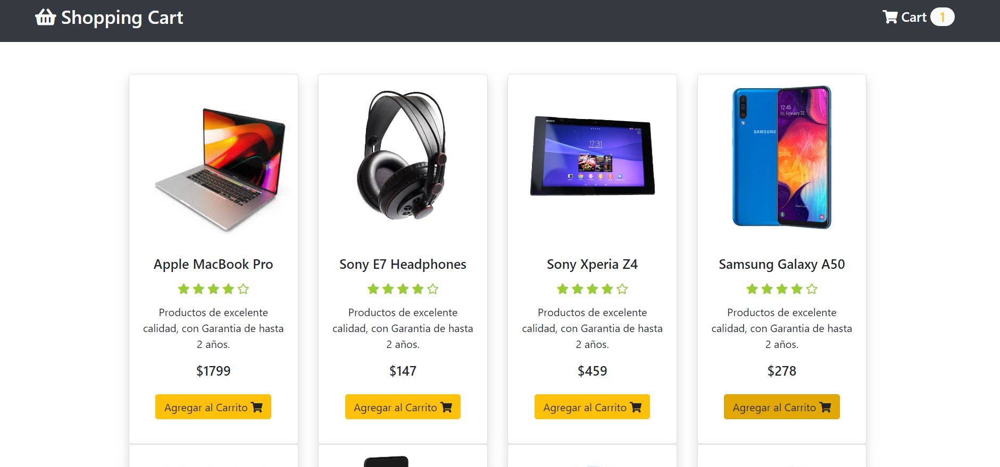 Shopping Cart
Cart 1
SONY
17:31
12:45
Fri, February 22
SAMSUNG
Apple MacBook Pro
Sony E7 Headphones
Sony Xperia Z4
Samsung Galaxy A50
Productos de excelente
calidad, con Garantia de hasta
2 años.
Productos de excelente
calidad, con Garantia de hasta
2 años.
Productos de excelente
calidad, con Garantia de hasta
2 años.
Productos de excelente
calidad, con Garantia de hasta
2 años.
$1799
$147
$459
$278
Agregar al Carrito
Agregar al Carrito
Agregar al Carrito
Agregar al Carrito